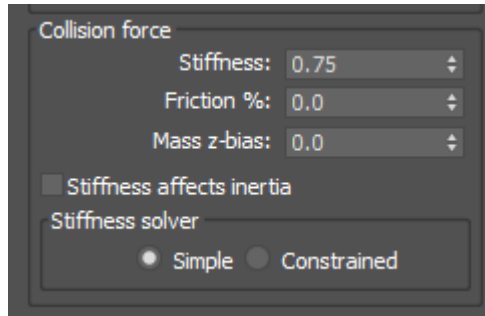 Collision force
Stiffness: 0.75
Friction %: 0.0
Mass z-bias: 0.0
Stiffness affects inertia
Stiffness solver
Simple Constrained